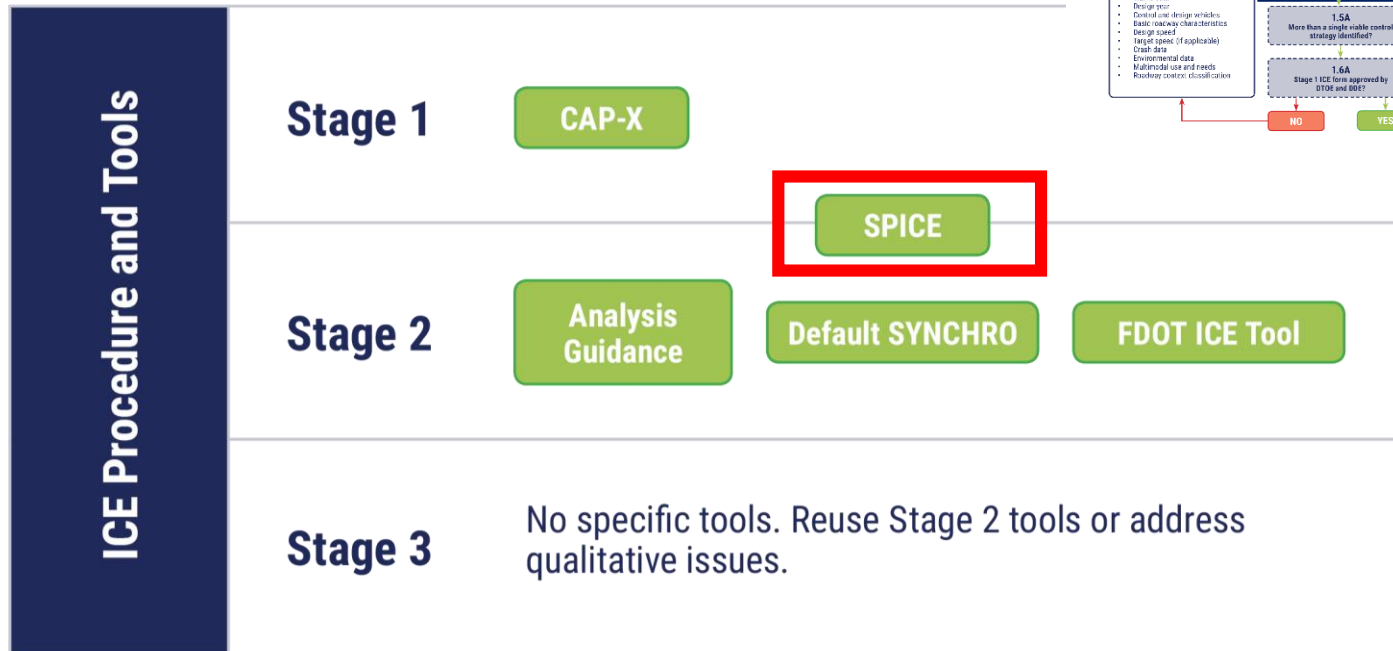 ICE Procedure and Tools
Stage 1
CAP-X
SPICE
Stage 2
Analysis
Guidance
Default SYNCHRO
FDOT ICE Tool
Stage 3
No specific tools. Reuse Stage 2 tools or address
qualitative issues.
Design year
Control and design vehicles
Basic roadway characteristics
Design speed
Target speed (if applicable)
Crash data
Environmental data
Multimodal use and needs
Roadway context classification
1.5A
More than a single viable control
strategy identified?
1.6A
Stage 1 ICE form approved by
DTOE and DDE?
NO
YES